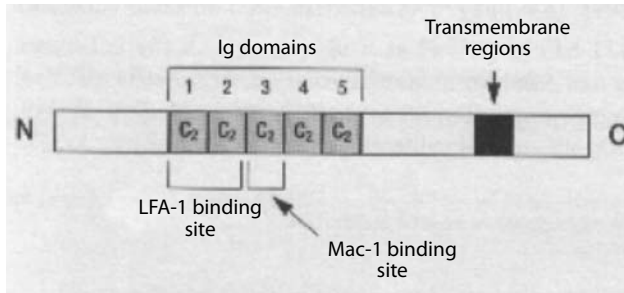 Transmembrane
regions
Ig domains
1 2 3 4 5
N C₂ C₂ C₂ C₂ C₂ C
LFA-1 binding
site
Mac-1 binding
site